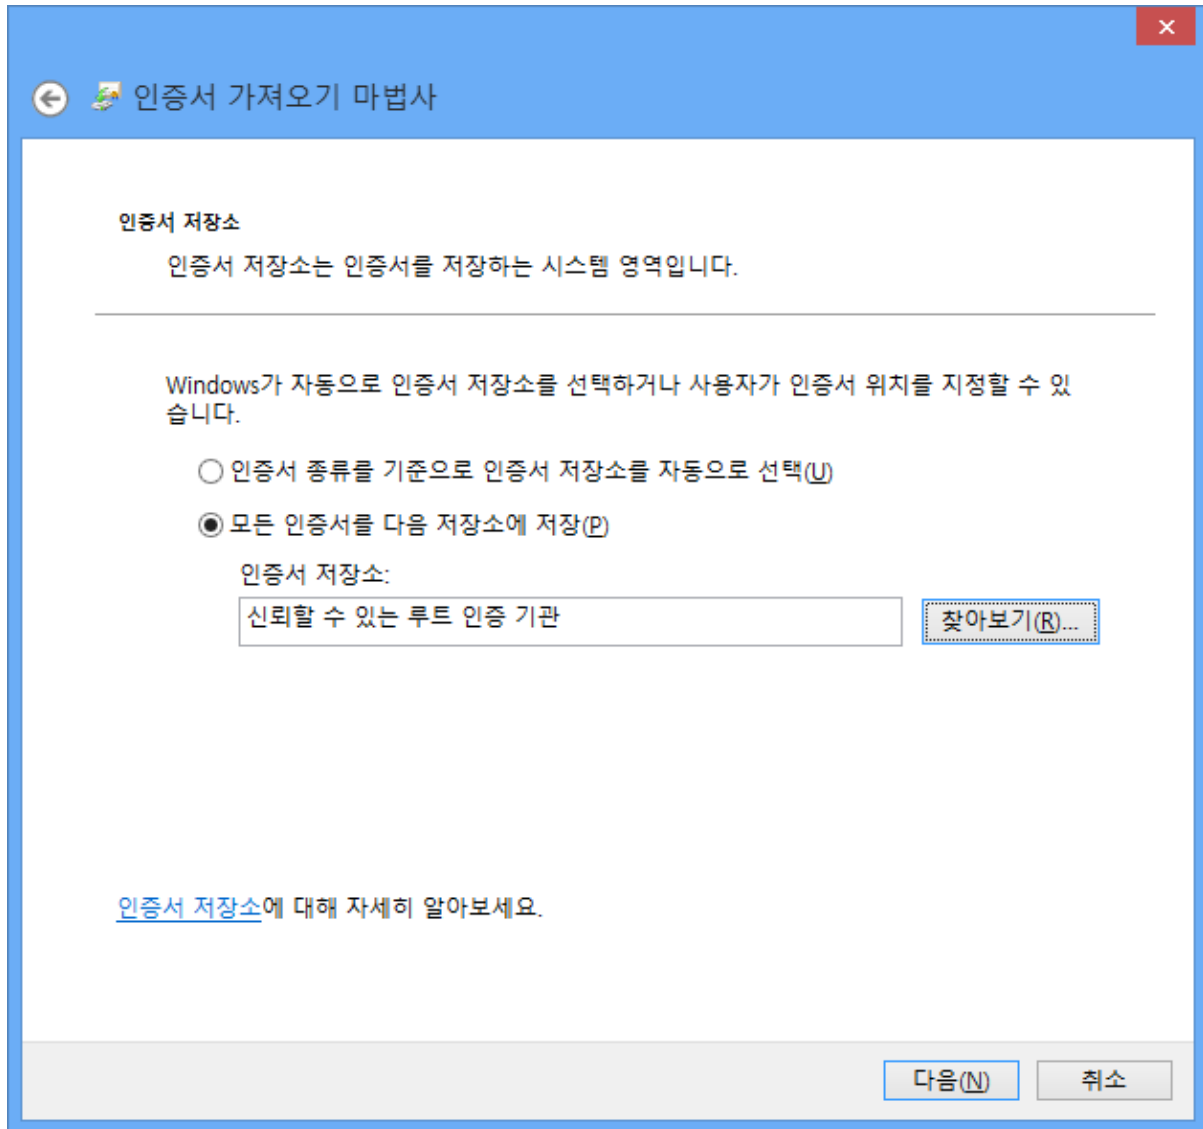 인증서 가져오기 마법사
인증서 저장소
인증서 저장소는 인증서를 저장하는 시스템 영역입니다.
Windows가 자동으로 인증서 저장소를 선택하거나 사용자가 인증서 위치를 지정할 수 있
습니다.
인증서 종류를 기준으로 인증서 저장소를 자동으로 선택(U)
모든 인증서를 다음 저장소에 저장(P)
인증서 저장소:
신뢰할 수 있는 루트 인증 기관
찾아보기(R)...
인증서 저장소에 대해 자세히 알아보세요.
다음(N)
취소